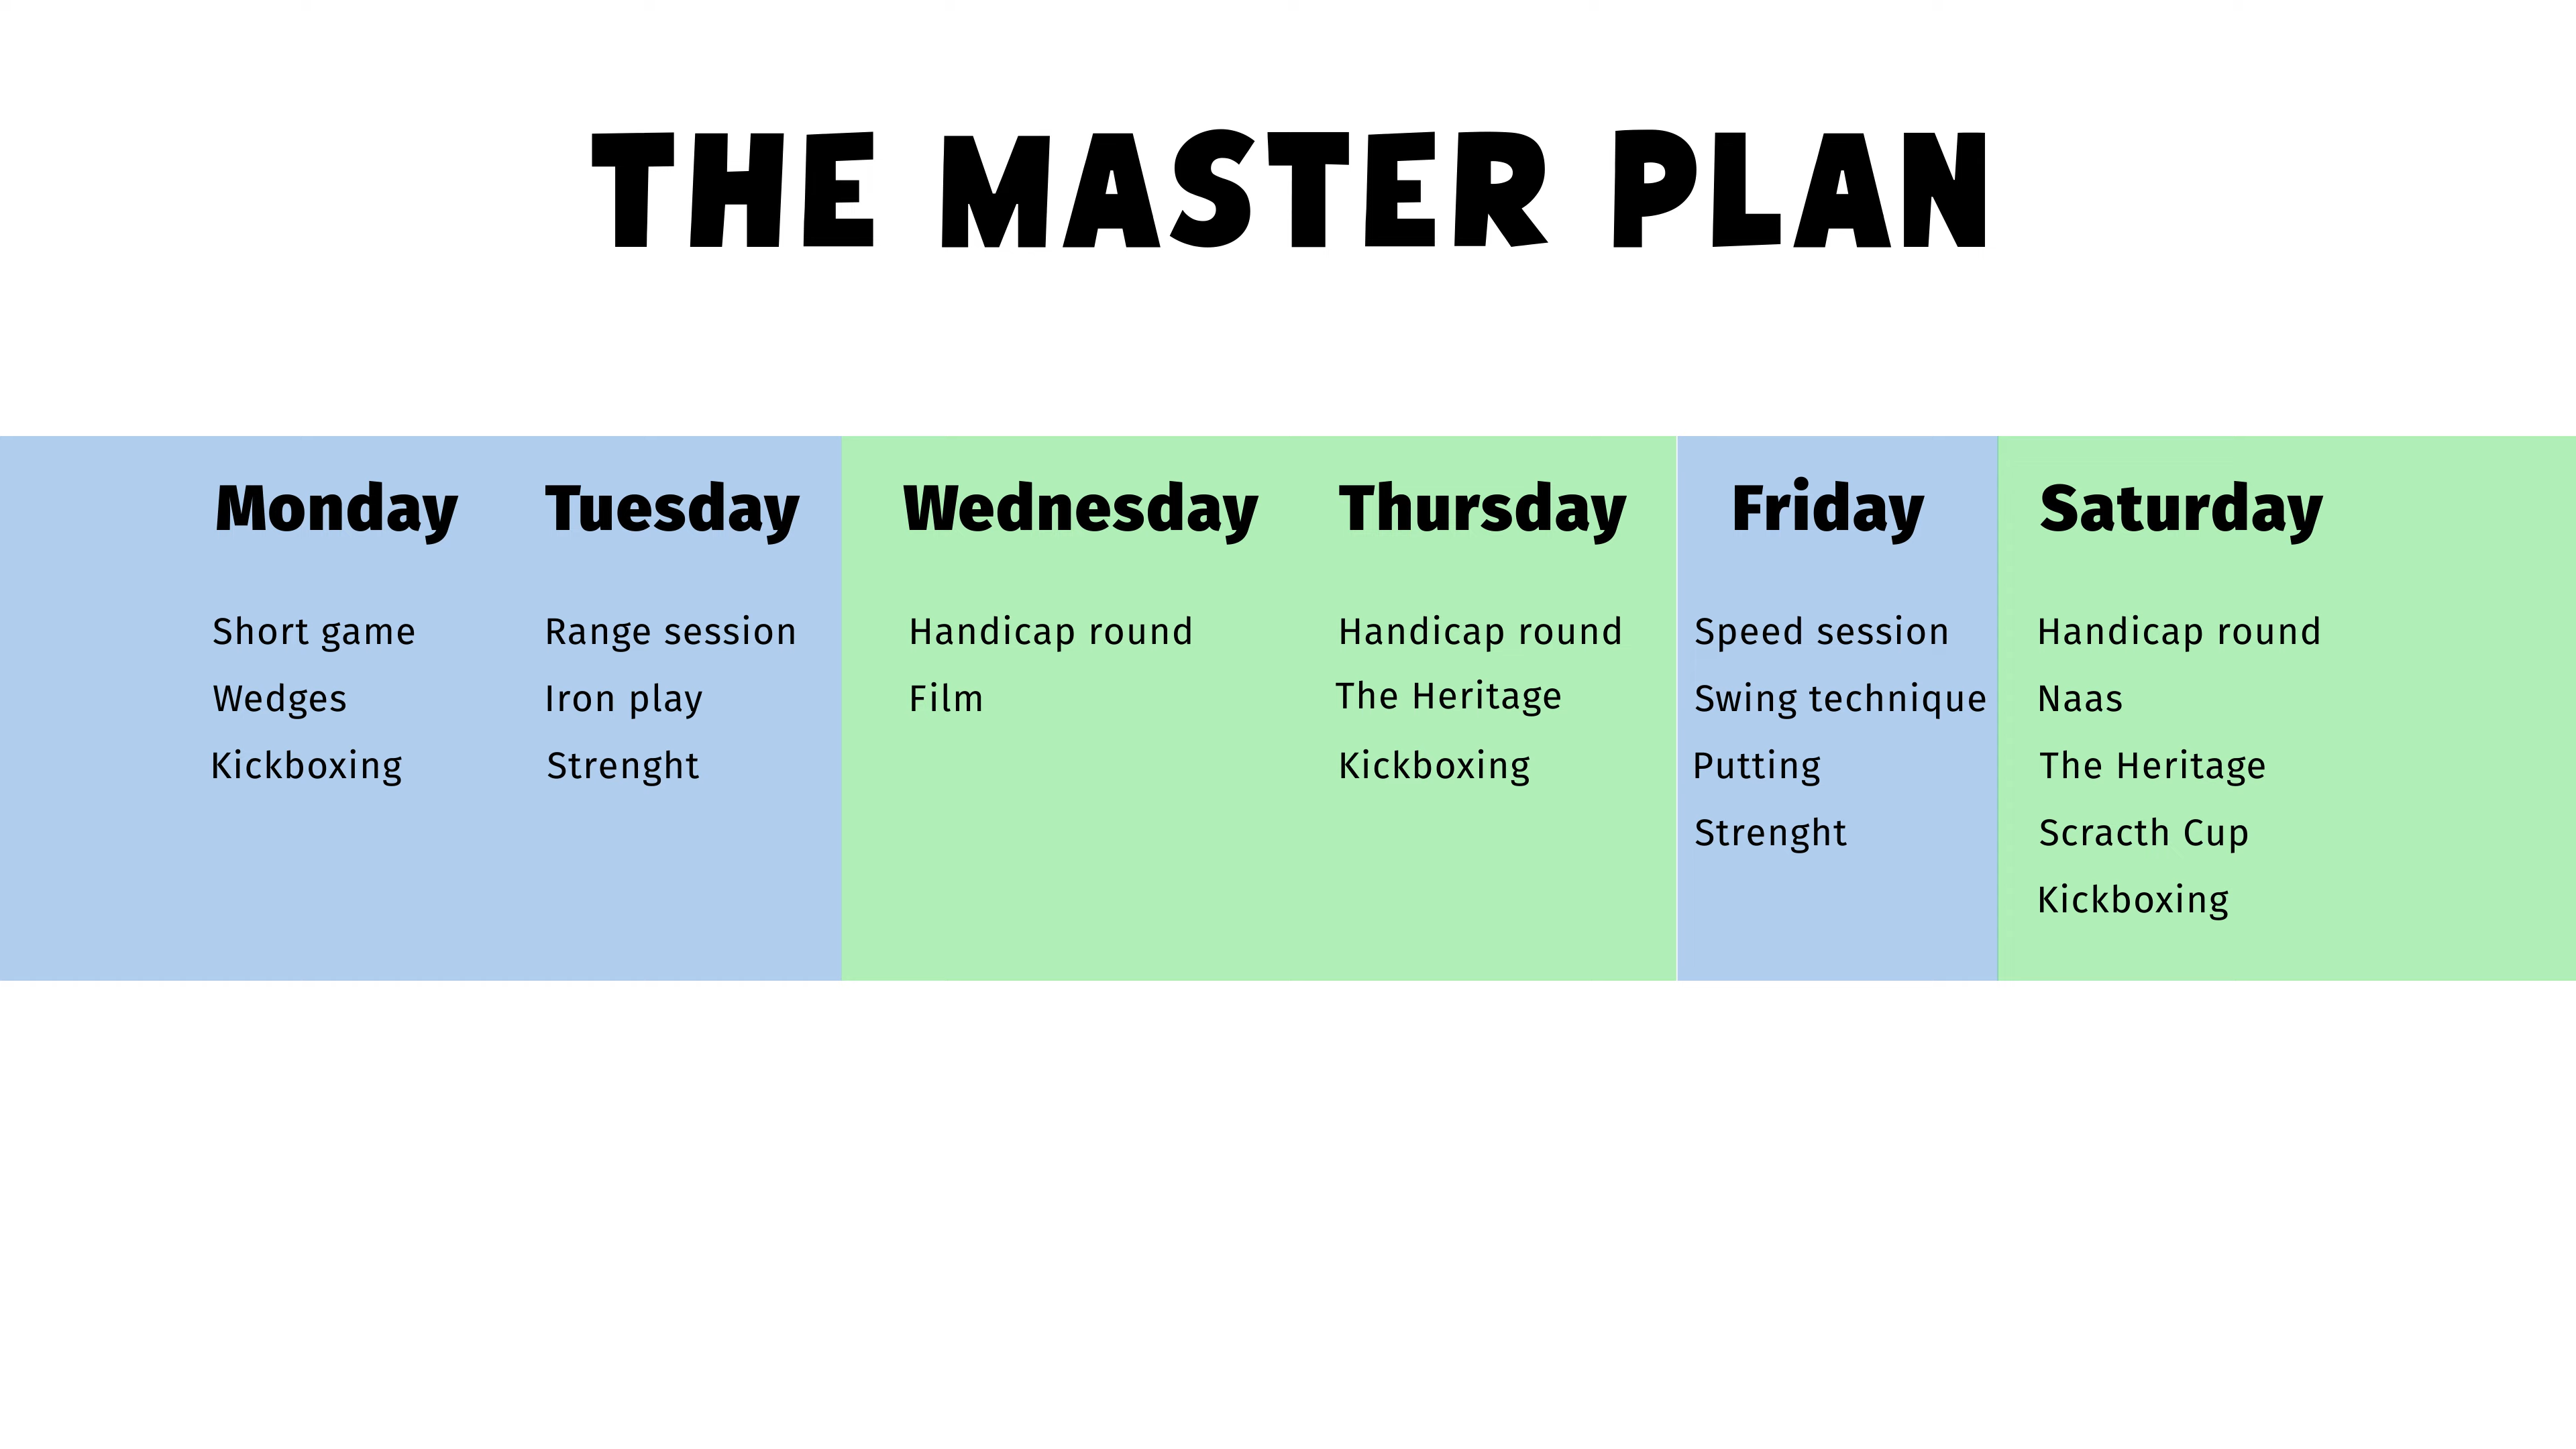 THE MASTER PLAN
Monday
Short game
Wedges
Kickboxing
Tuesday
Range session
Iron play
Strenght
Wednesday
Handicap round
Film
Thursday
Handicap round
The Heritage
Kickboxing
Friday
Speed session
Swing technique
Putting
Strenght
Saturday
Handicap round
Naas
The Heritage
Scracth Cup
Kickboxing